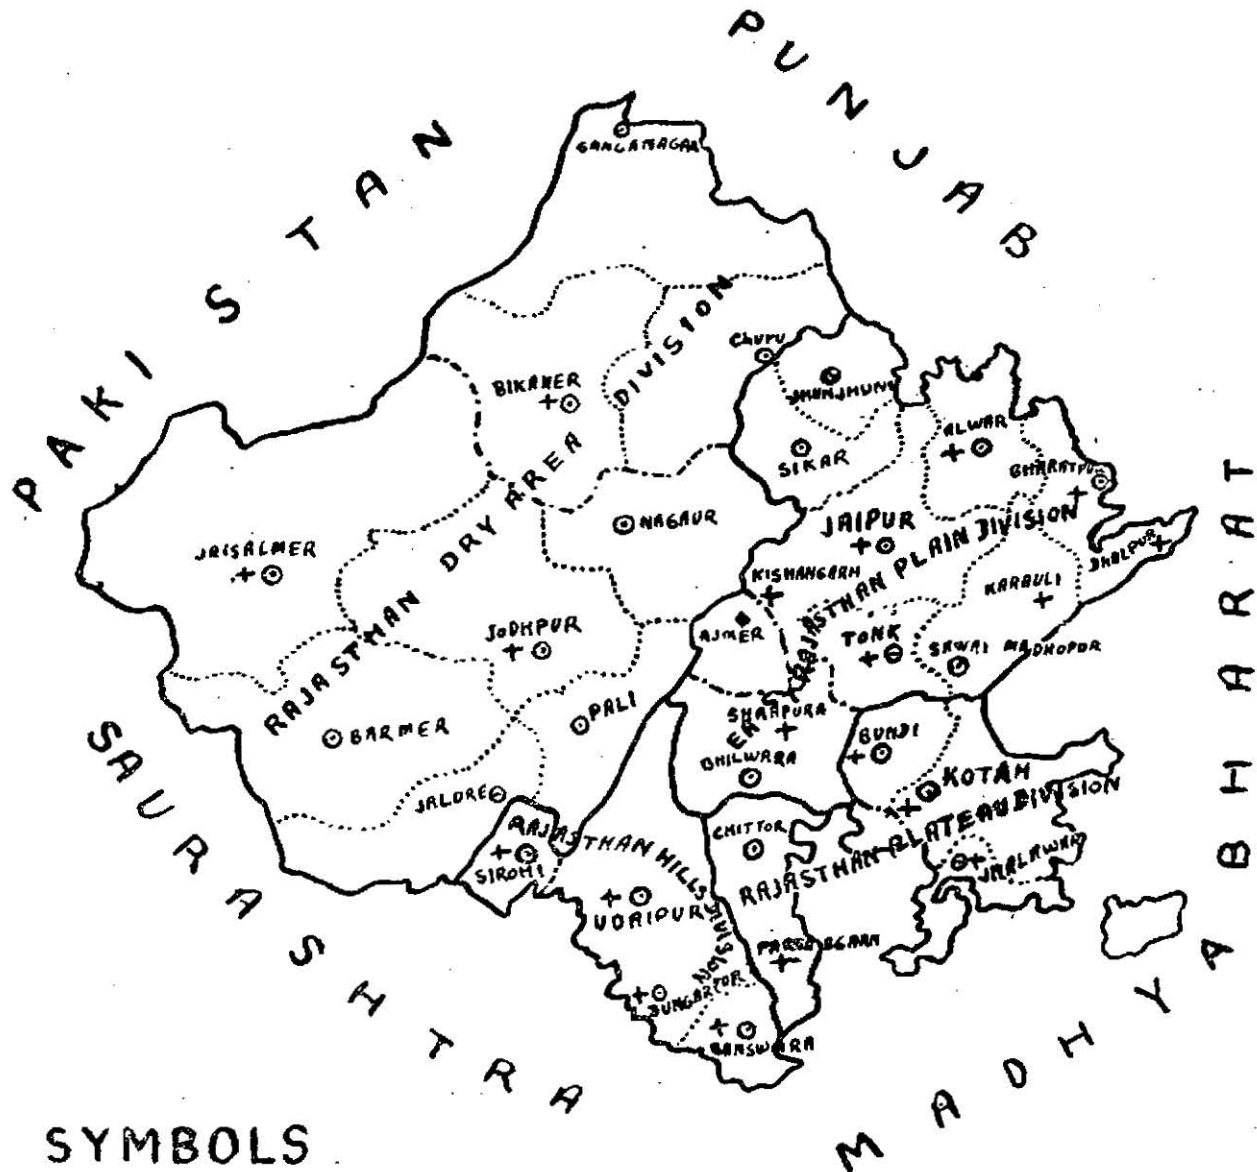 PUNJAB
PAKISTAN
GANGANAGAR
CHURU
BIKANER
JHUNJHUNU
ALWAR
SIKAR
BHARATPUR
NAGAUR
JAIPUR
JAISALMER
RAJASTHAN DRY AREA DIVISION
DHOLPUR
KISHANGARH
RAJASTHAN PLAIN DIVISION
KARAULI
AJMER
JODHPUR
TONK
SAWAI MADHOPUR
PALI
BARMER
SHAHPURA
BUNDI
BHILWARA
KOTAH
JALORE
RAJASTHAN HILLS DIVISION
CHITTOR
RAJASTHAN PLATEAU DIVISION
JHALAWAR
SIROHI
UDAIPUR
PARTABGARH
DUNGARPUR
BANSWARA
SAURASHTRA
MADHYA BHARAT
SYMBOLS